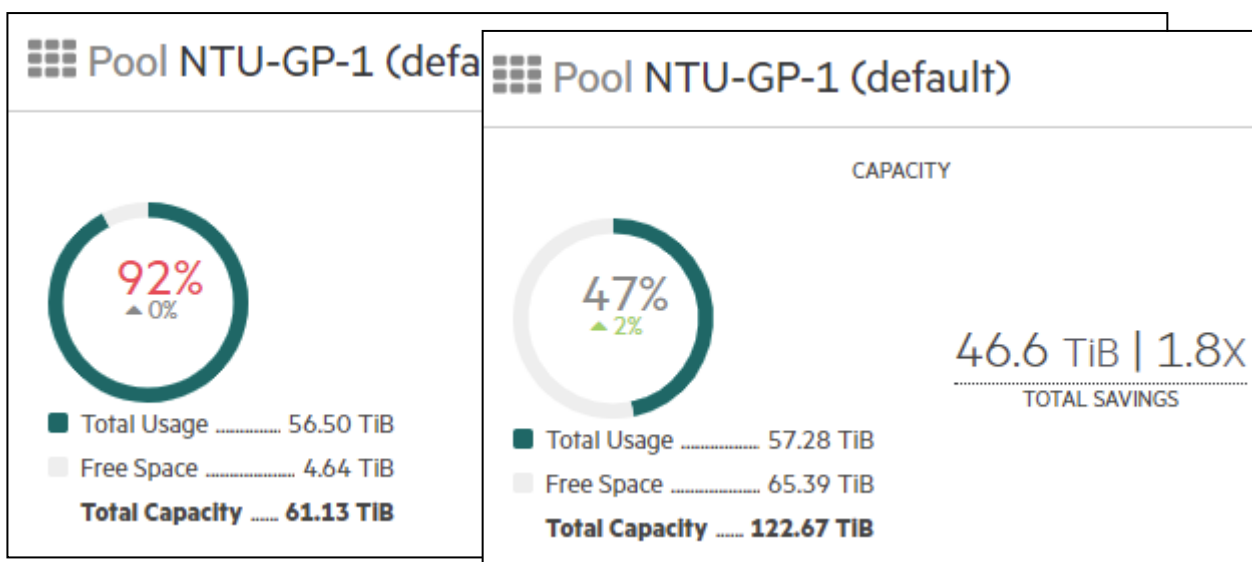 Pool NTU-GP-1 (defa
92%
0%
Total Usage ............... 56.50 TiB
Free Space ..................... 4.64 TiB
Total Capacity ...... 61.13 TiB
Pool NTU-GP-1 (default)
CAPACITY
47%
2%
46.6 TiB | 1.8X
TOTAL SAVINGS
Total Usage .................. 57.28 TiB
Free Space ..................... 65.39 TiB
Total Capacity ...... 122.67 TiB